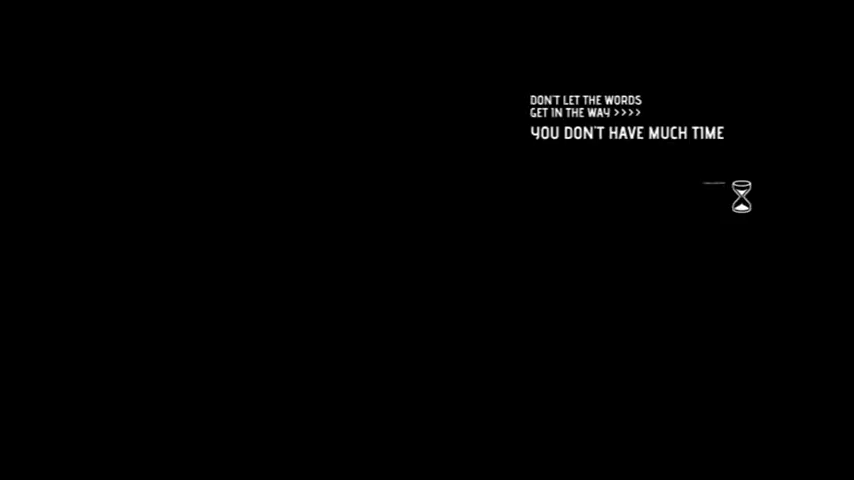 DON'T LET THE WORDS
GET IN THE WAY >>>>
YOU DON'T HAVE MUCH TIME